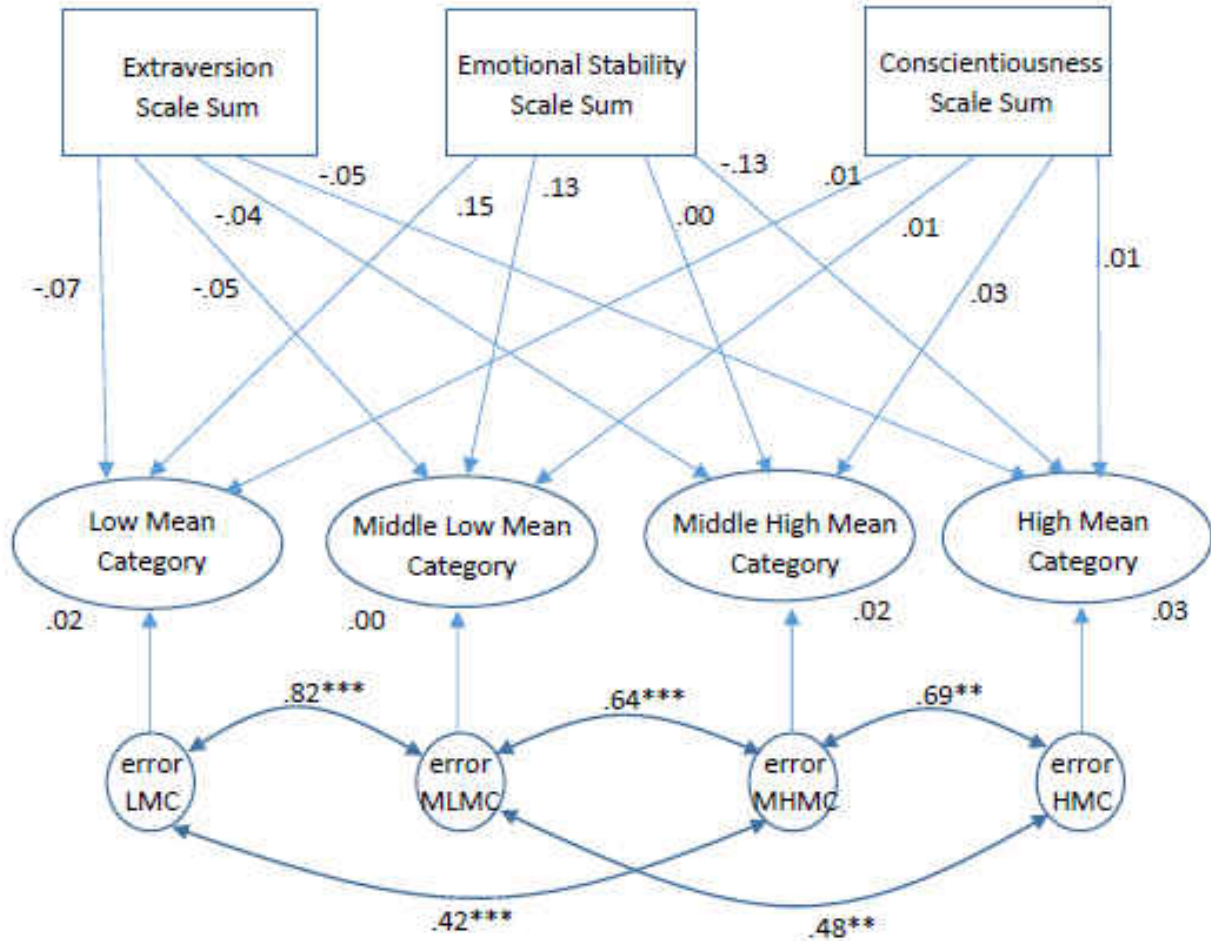 Extraversion
Scale Sum
Emotional Stability
Scale Sum
Conscientiousness
Scale Sum
-.05
-.13
.01
-.04
.15
.13
.00
.01
.01
-.07
-.05
.03
Low Mean
Category
Middle Low Mean
Category
Middle High Mean
Category
High Mean
Category
.02
.00
.02
.03
.82***
.64***
.69**
error
LMC
error
MLMC
error
MHMC
error
HMC
.42***
.48**